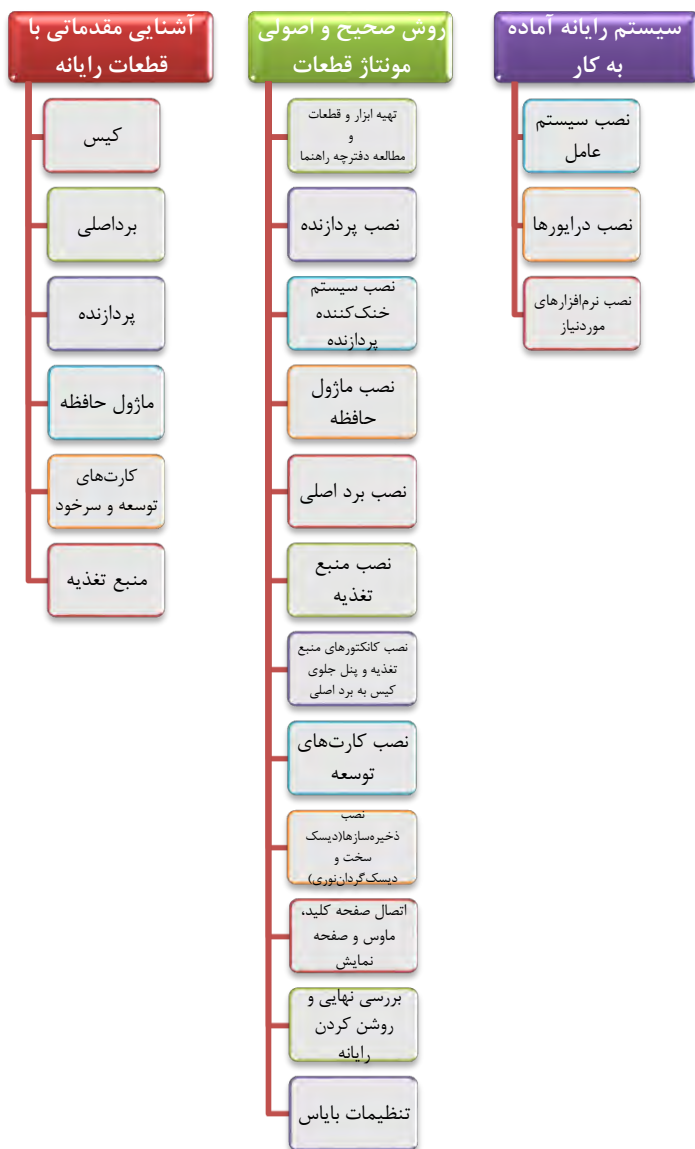 آشنایی مقدماتی با
قطعات رایانه
کیس
برداصلی
پردازنده
ماژول حافظه
کارت‌های
توسعه و سرخود
منبع تغذیه
روش صحیح و اصولی
مونتاژ قطعات
تهیه ابزار و قطعات
و
مطالعه دفترچه راهنما
نصب پردازنده
نصب سیستم
خنک‌کننده
پردازنده
نصب ماژول
حافظه
نصب برد اصلی
نصب منبع
تغذیه
نصب کانکتورهای منبع
تغذیه و پنل جلوی
کیس به برد اصلی
نصب کارت‌های
توسعه
نصب
ذخیره‌سازها(دیسک
سخت و
دیسک‌گردان‌نوری)
اتصال صفحه کلید،
ماوس و صفحه
نمایش
بررسی نهایی و
روشن کردن
رایانه
تنظیمات بایاس
سیستم رایانه آماده
به کار
نصب سیستم
عامل
نصب درایورها
نصب نرم‌افزارهای
موردنیاز